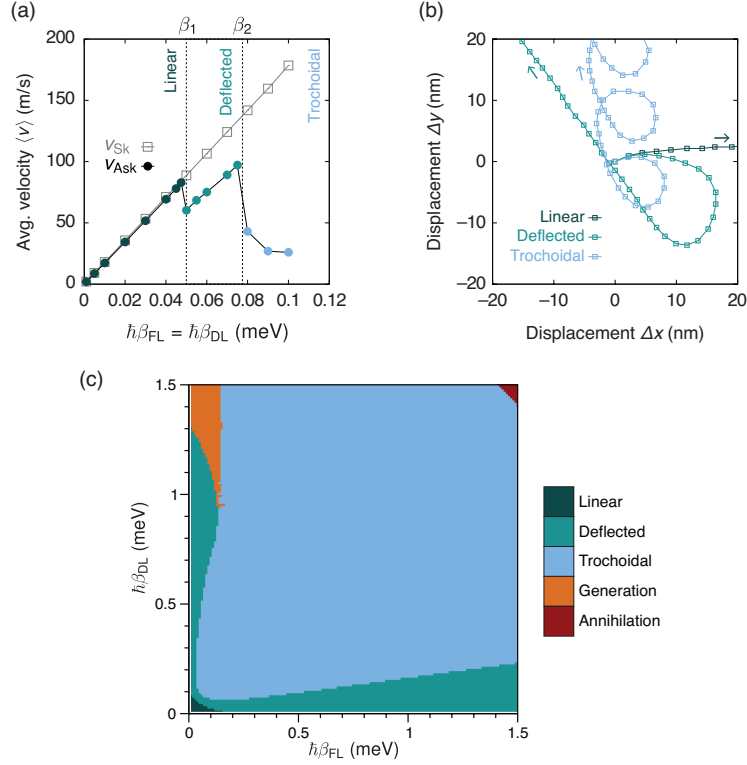 (a)
β1 β2
200
150
100
50
0
Avg. velocity ⟨v⟩ (m/s)
Linear
Deflected
Trochoidal
vSk
vAsk
0 0.02 0.04 0.06 0.08 0.1 0.12
ℏβFL = ℏβDL (meV)
(b)
20
10
0
−10
−20
Displacement Δy (nm)
Linear
Deflected
Trochoidal
−20 −10 0 10 20
Displacement Δx (nm)
(c)
1.5
1
0.5
0
ℏβDL (meV)
0 0.5 1 1.5
ℏβFL (meV)
Linear
Deflected
Trochoidal
Generation
Annihilation